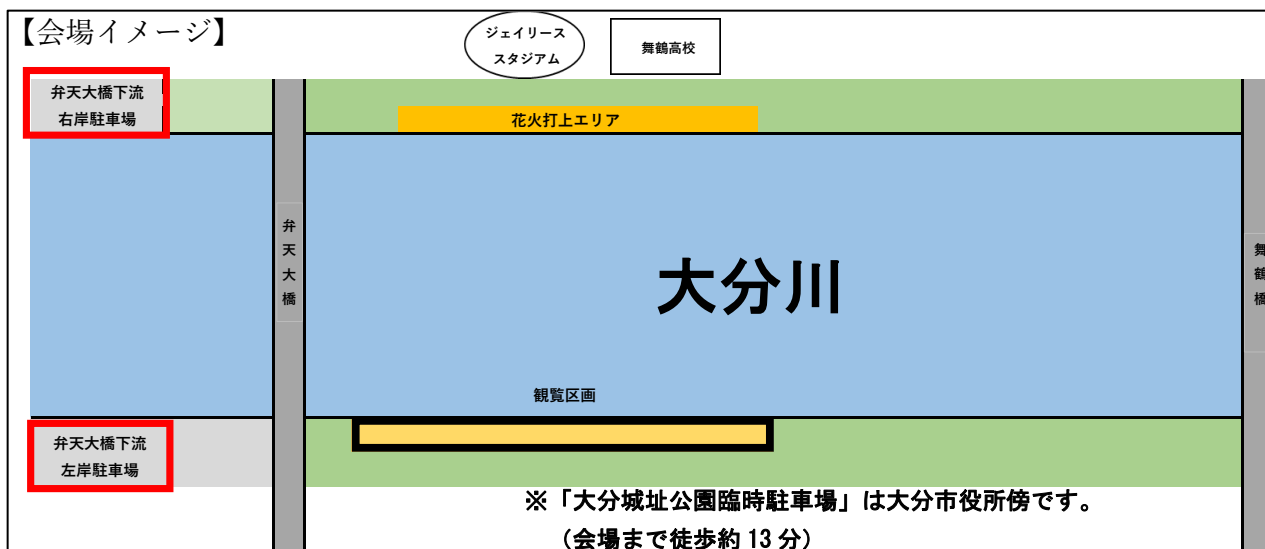 【会場イメージ】
ジェイリース
スタジアム
舞鶴高校
弁天大橋下流
右岸駐車場
花火打上エリア
弁天大橋
大分川
舞鶴橋
観覧区画
弁天大橋下流
左岸駐車場
※「大分城址公園臨時駐車場」は大分市役所傍です。
（会場まで徒歩約 13 分）